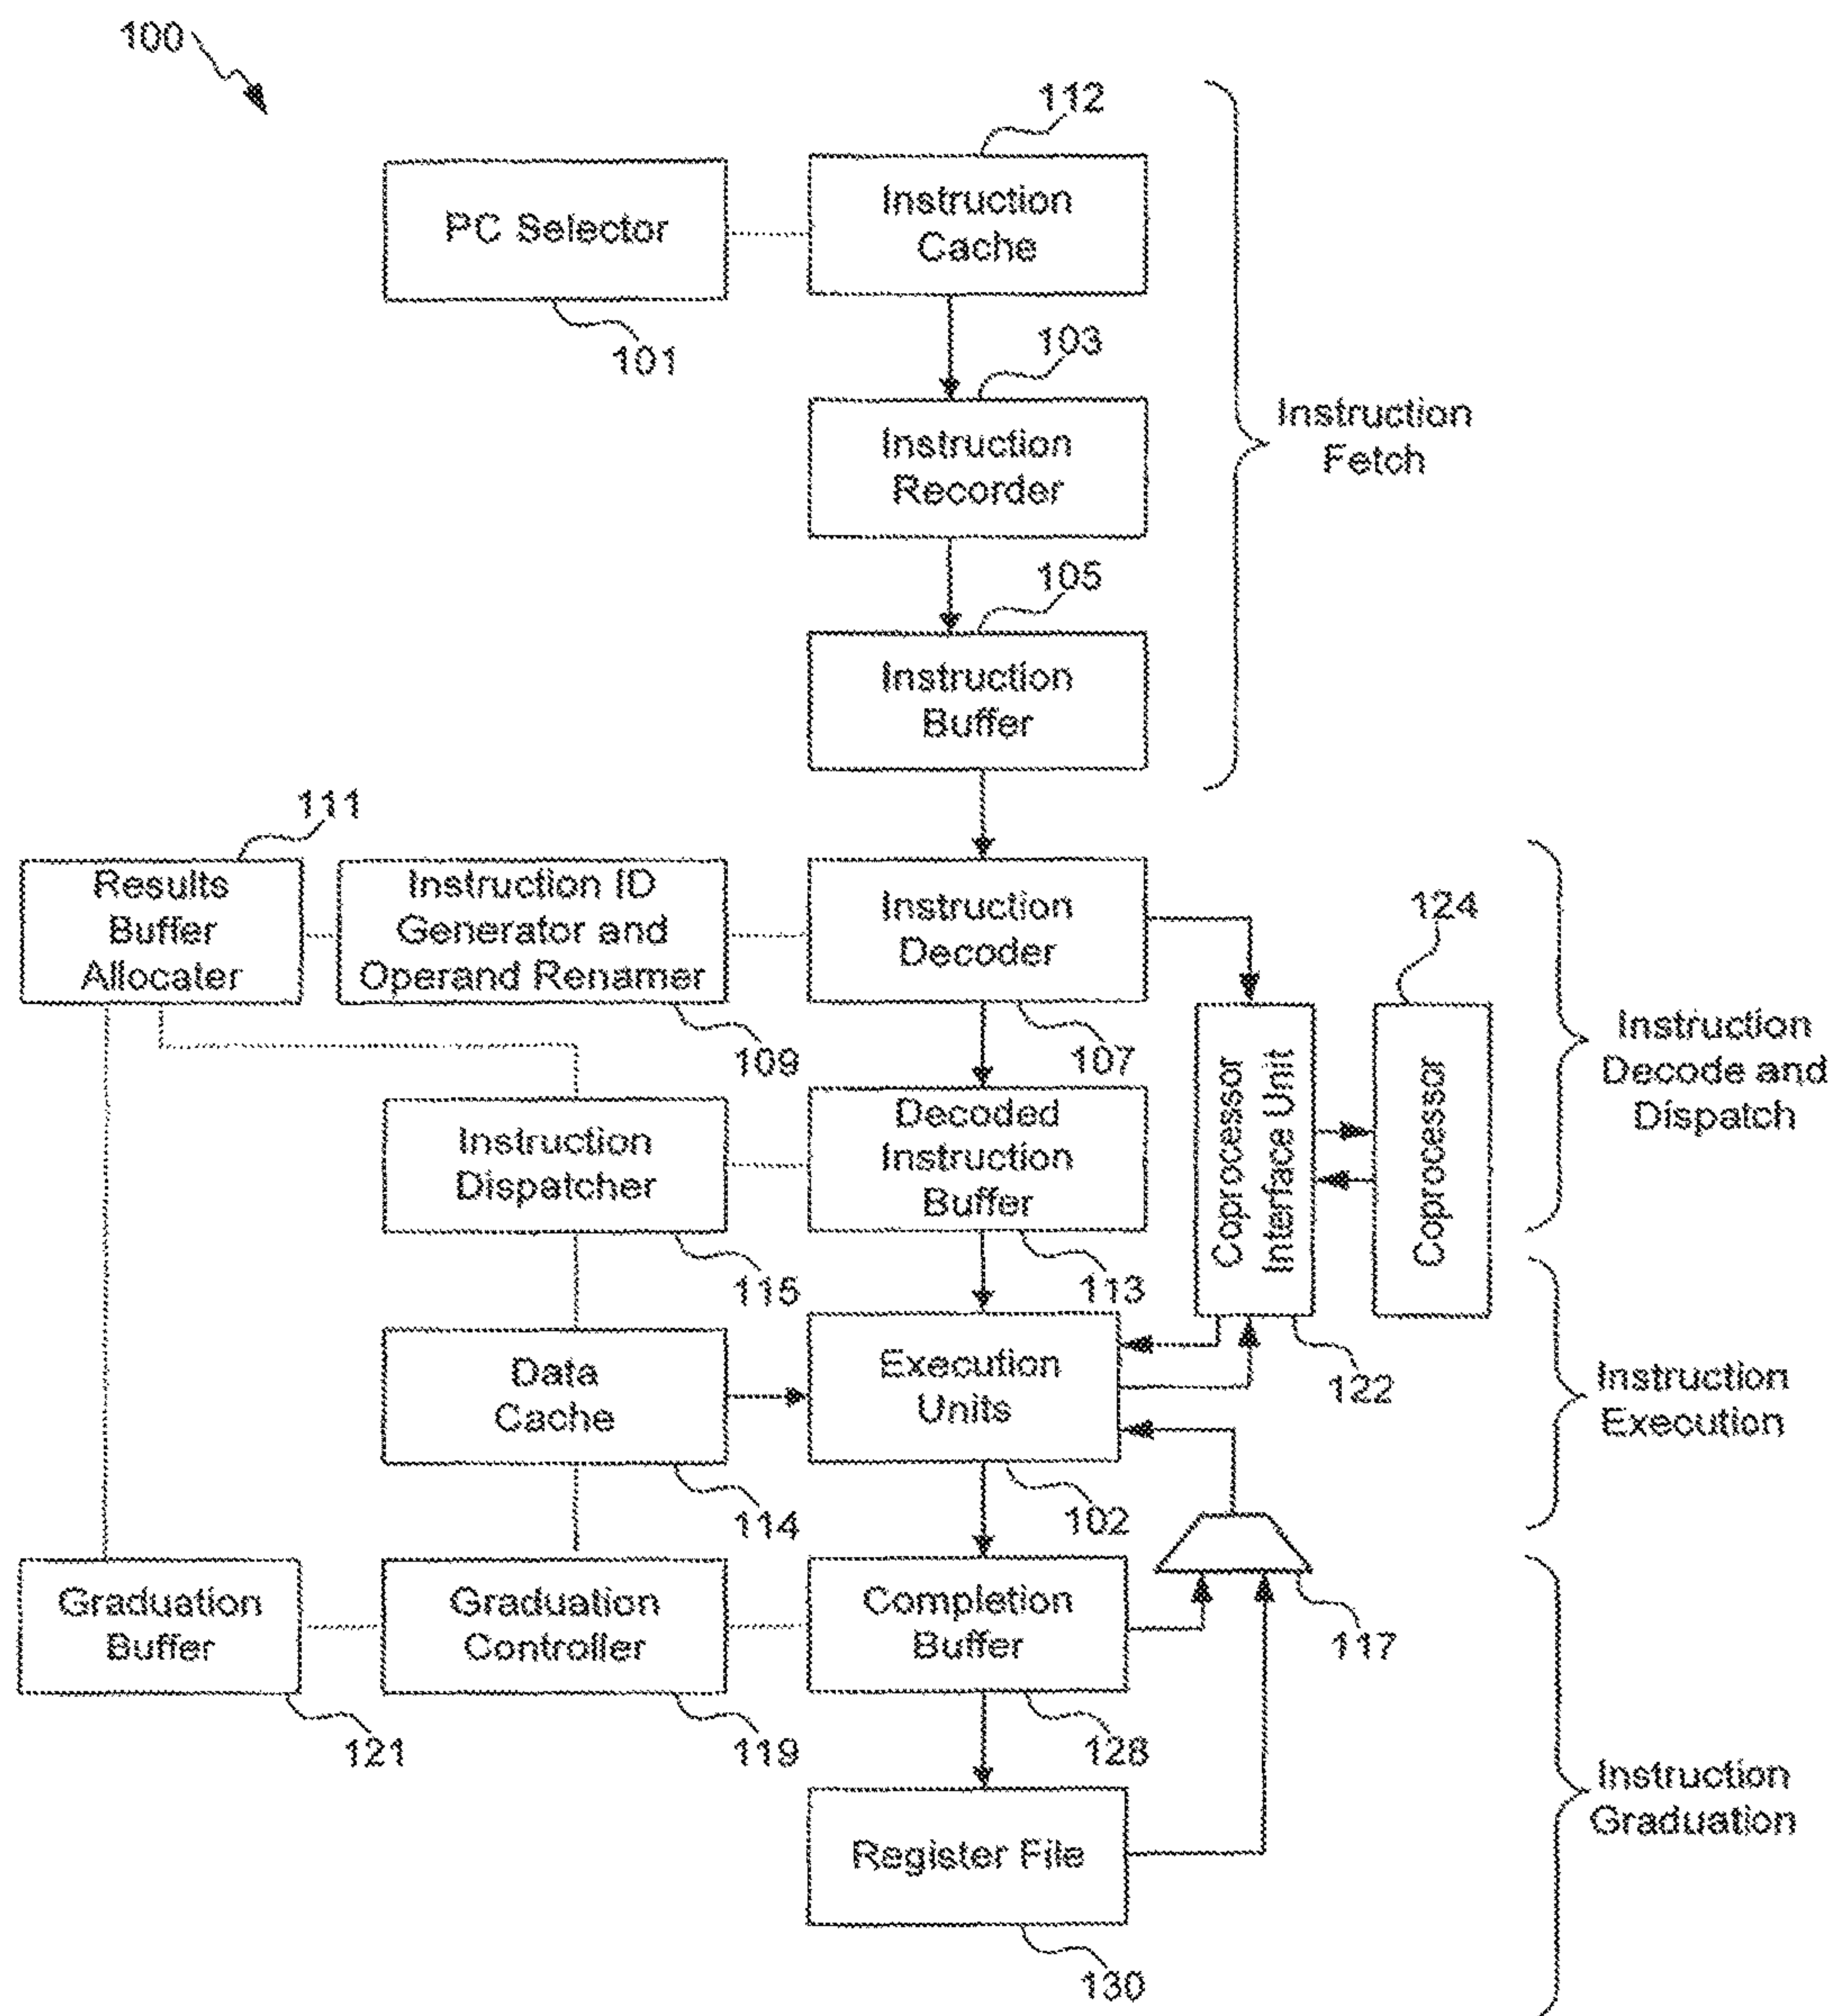 100
112
PC Selector
Instruction
Cache
101
103
Instruction
Recorder
Instruction
Fetch
105
Instruction
Buffer
111
Results
Buffer
Allocater
Instruction ID
Generator and
Operand Renamer
Instruction
Decoder
124
109
107
Instruction
Decode and
Dispatch
Coprocessor
Interface Unit
Coprocessor
Instruction
Dispatcher
Decoded
Instruction
Buffer
115
113
Data
Cache
Execution
Units
122
Instruction
Execution
114
102
Graduation
Buffer
Graduation
Controller
Completion
Buffer
117
121
119
128
Instruction
Graduation
Register File
130